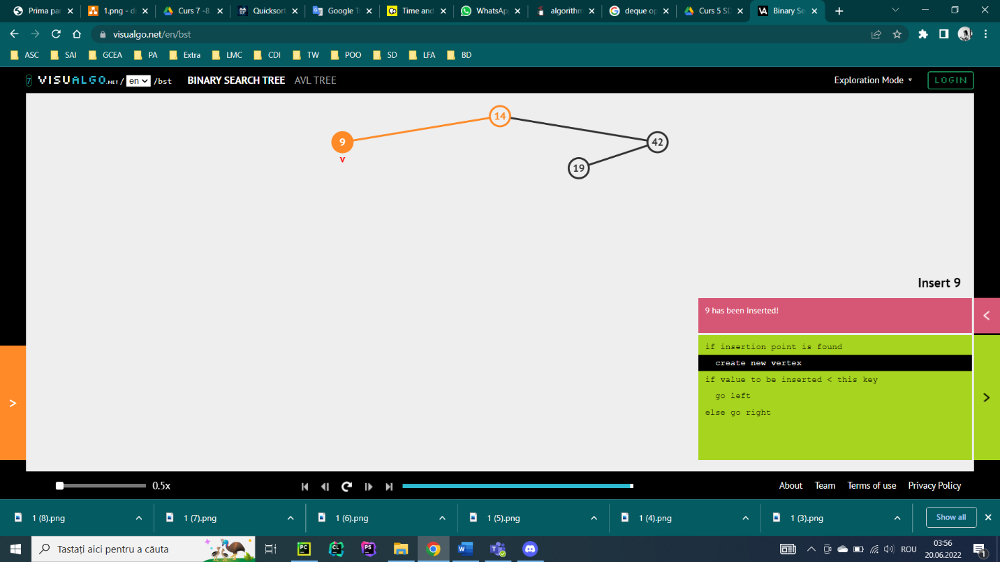 Prima pa 1.png - di Curs 7 -8 Quicksort Google Tr Time and WhatsAp algorithm deque op Curs 5 SD Binary Se
visualgo.net/en/bst
ASC SAI GCEA PA Extra LMC CDI TW POO SD LFA BD
7 VISUALGO.NET / en /bst BINARY SEARCH TREE AVL TREE Exploration Mode LOGIN
14
9 42
v
19
Insert 9
9 has been inserted!
if insertion point is found
create new vertex
if value to be inserted < this key
go left
else go right
0.5x About Team Terms of use Privacy Policy
1 (8).png 1 (7).png 1 (6).png 1 (5).png 1 (4).png 1 (3).png Show all
Tastați aici pentru a căuta PC CL PS W ROU 03:56
20.06.2022 1